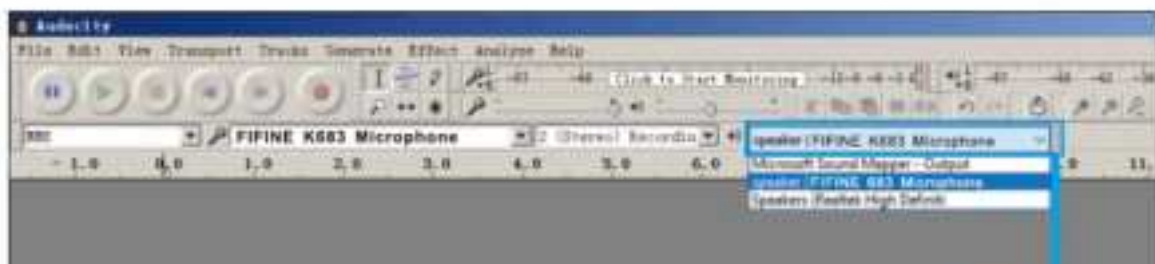 Audacity
File Edit View Transport Tracks Generate Effect Analyze Help
Click to Start Monitoring
FIFINE K683 Microphone 2 (Stereo) Recordin speaker (FIFINE K683 Microphone
- 1.0 0.0 1.0 2.0 3.0 4.0 5.0 6.0 11.
Microsoft Sound Mapper - Output
speaker (FIFINE 683 Microphone
Speakers (Realtek High Definiti